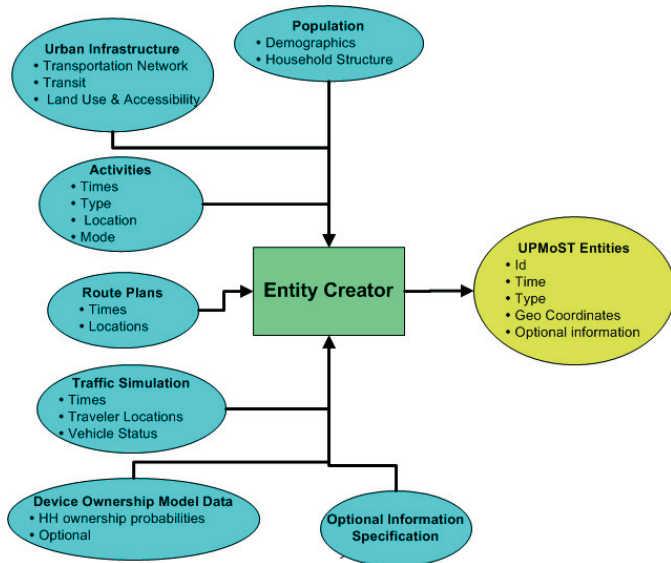 Population
• Demographics
• Household Structure
Urban Infrastructure
• Transportation Network
• Transit
• Land Use & Accessibility
Activities
• Times
• Type
• Location
• Mode
Route Plans
• Times
• Locations
Entity Creator
UPMoST Entities
• Id
• Time
• Type
• Geo Coordinates
• Optional information
Traffic Simulation
• Times
• Traveler Locations
• Vehicle Status
Device Ownership Model Data
• HH ownership probabilities
• Optional
Optional Information
Specification